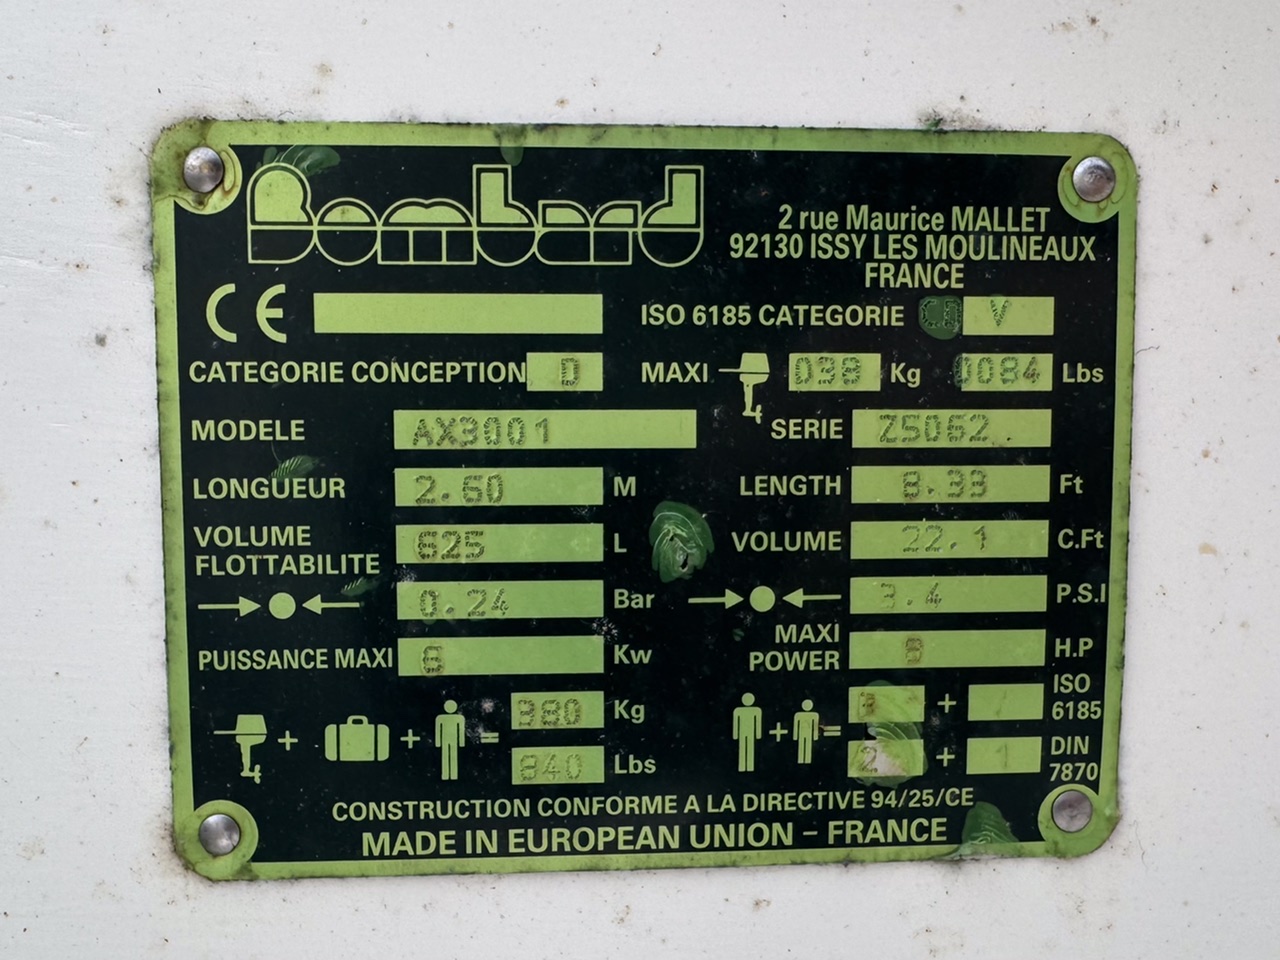 Bombard
2 rue Maurice MALLET
92130 ISSY LES MOULINEAUX
FRANCE
CE
ISO 6185 CATEGORIE V
CATEGORIE CONCEPTION D
MAXI 038 Kg 0084 Lbs
MODELE AX3001
SERIE Z5062
LONGUEUR 2.60 M
LENGTH 8.33 Ft
VOLUME
FLOTTABILITE 625 L
VOLUME 22.1 C.Ft
0.24 Bar
3.4 P.S.I
PUISSANCE MAXI Kw
MAXI
POWER H.P
+ + = 380 Kg
840 Lbs
+ = + 1 ISO
6185
2 + 1 DIN
7870
CONSTRUCTION CONFORME A LA DIRECTIVE 94/25/CE
MADE IN EUROPEAN UNION – FRANCE